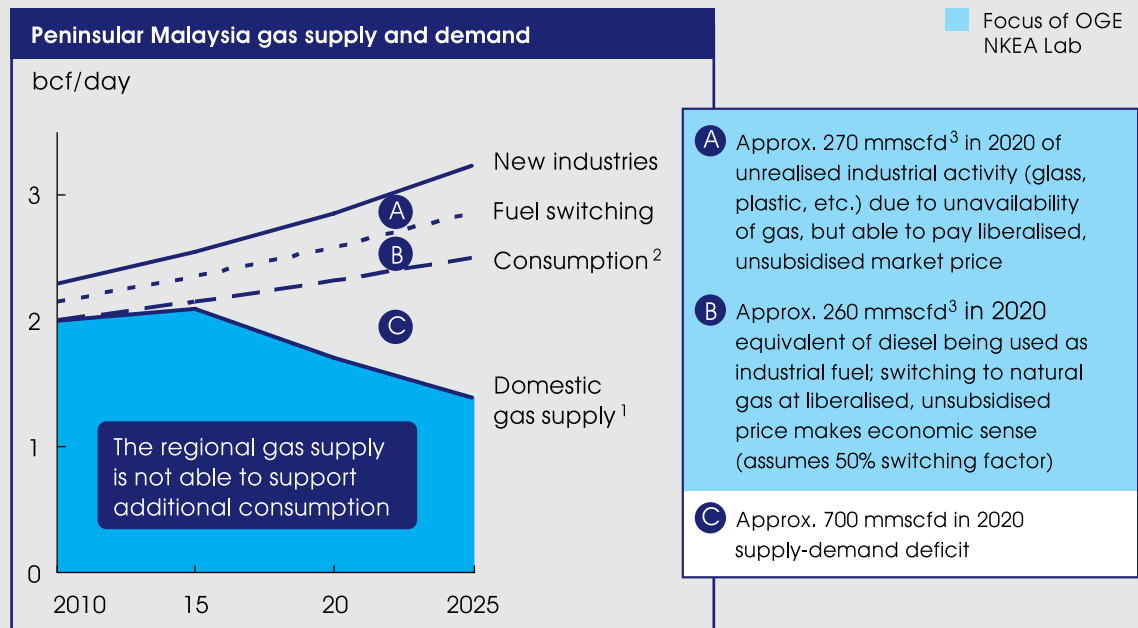 Peninsular Malaysia gas supply and demand
Focus of OGE
NKEA Lab
bcf/day
3
2
1
0
2010
15
20
2025
New industries
Fuel switching
Consumption 2
Domestic
gas supply 1
A
B
C
The regional gas supply
is not able to support
additional consumption
A Approx. 270 mmscfd3 in 2020 of
unrealised industrial activity (glass,
plastic, etc.) due to unavailability
of gas, but able to pay liberalised,
unsubsidised market price
B Approx. 260 mmscfd3 in 2020
equivalent of diesel being used as
industrial fuel; switching to natural
gas at liberalised, unsubsidised
price makes economic sense
(assumes 50% switching factor)
C Approx. 700 mmscfd in 2020
supply-demand deficit